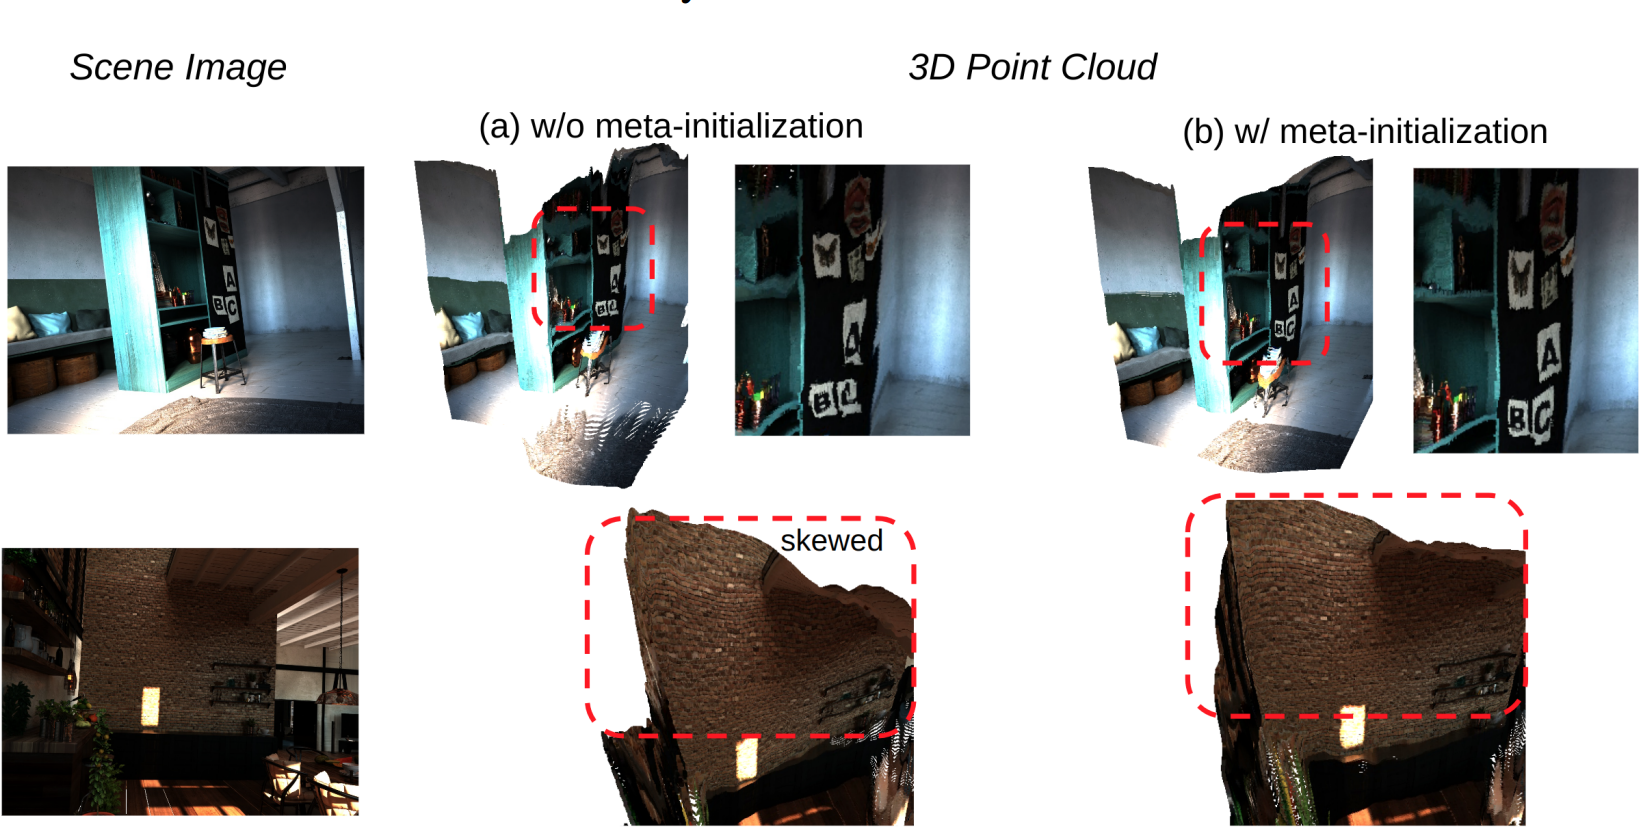 Scene Image
3D Point Cloud
(a) w/o meta-initialization
(b) w/ meta-initialization
A
B C
A
B
A
B
A
B C
A
B C
skewed